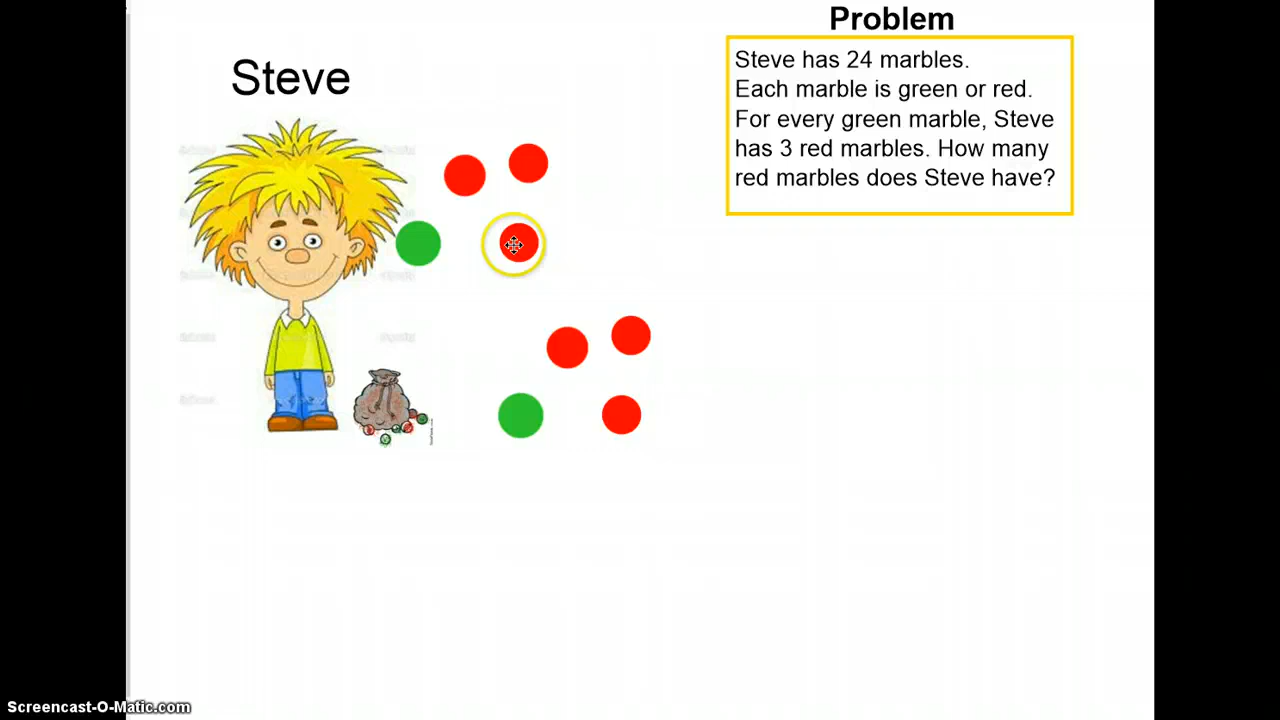 Problem
Steve
Steve has 24 marbles.
Each marble is green or red.
For every green marble, Steve
has 3 red marbles. How many
red marbles does Steve have?
Screencast-O-Matic.com